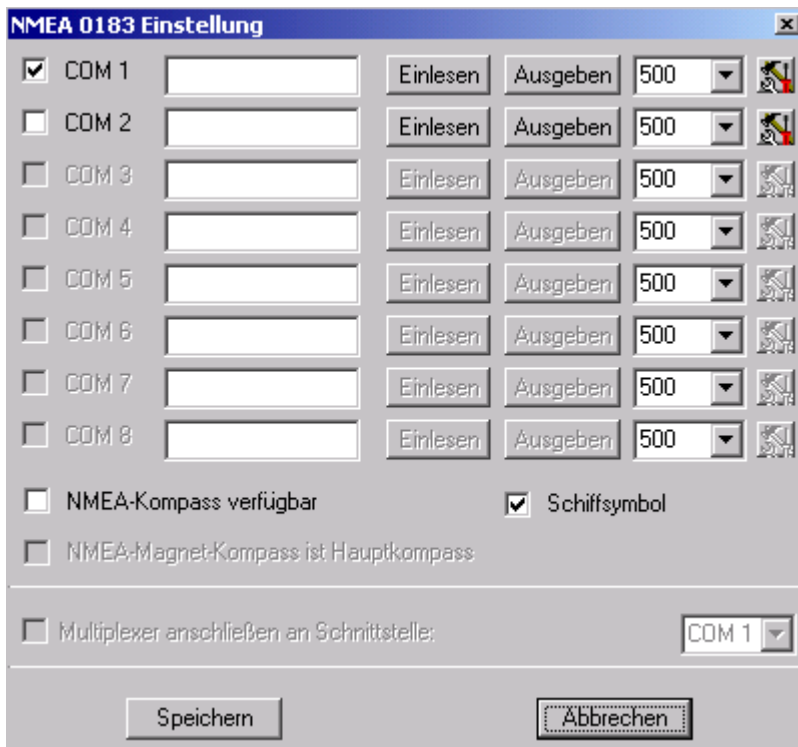 NMEA 0183 Einstellung
COM 1 Einlesen Ausgeben 500
COM 2 Einlesen Ausgeben 500
COM 3 Einlesen Ausgeben 500
COM 4 Einlesen Ausgeben 500
COM 5 Einlesen Ausgeben 500
COM 6 Einlesen Ausgeben 500
COM 7 Einlesen Ausgeben 500
COM 8 Einlesen Ausgeben 500
NMEA-Kompass verfügbar Schiffsymbol
NMEA-Magnet-Kompass ist Hauptkompass
Multiplexer anschließen an Schnittstelle: COM 1
Speichern Abbrechen